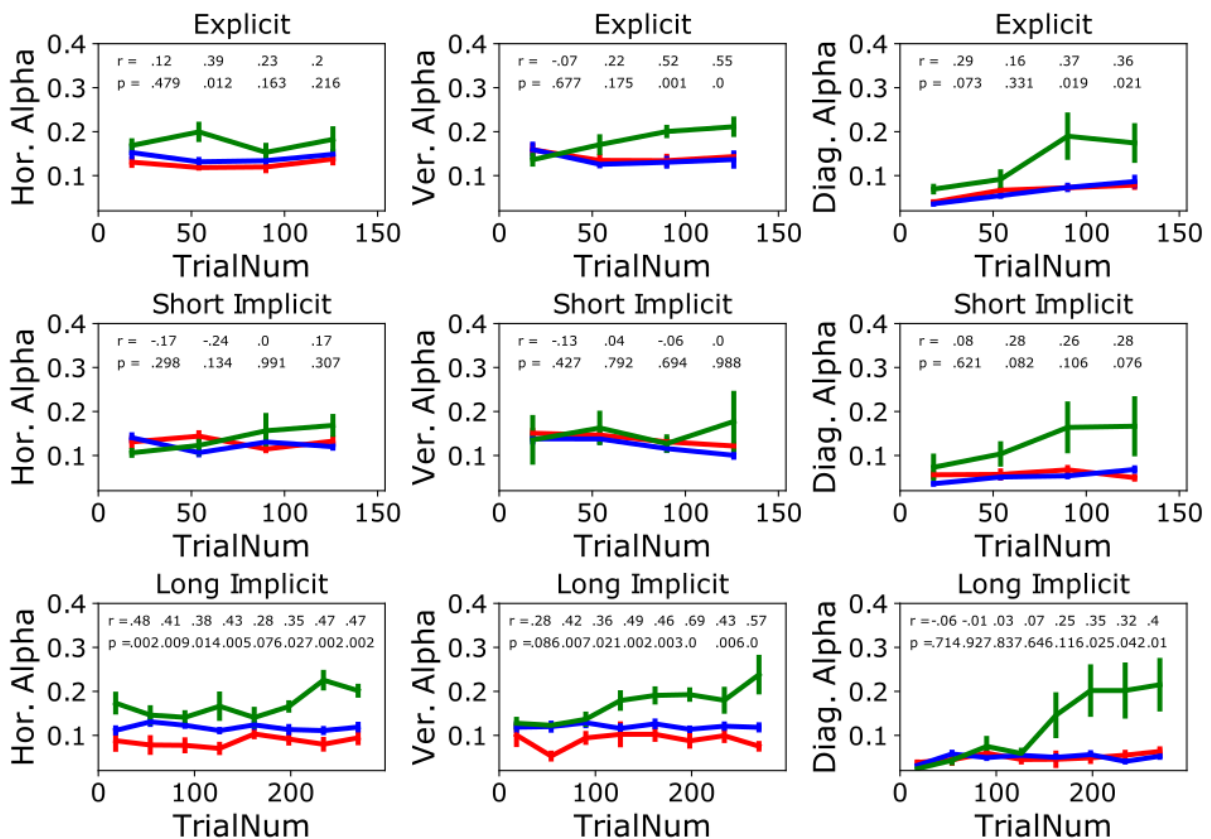 Explicit
Hor. Alpha
0.4
0.3
0.2
0.1
r = .12 .39 .23 .2
p = .479 .012 .163 .216
0 50 100 150
TrialNum
Explicit
Ver. Alpha
0.4
0.3
0.2
0.1
r = -.07 .22 .52 .55
p = .677 .175 .001 .0
0 50 100 150
TrialNum
Explicit
Diag. Alpha
0.4
0.3
0.2
0.1
r = .29 .16 .37 .36
p = .073 .331 .019 .021
0 50 100 150
TrialNum
Short Implicit
Hor. Alpha
0.4
0.3
0.2
0.1
r = -.17 -.24 .0 .17
p = .298 .134 .991 .307
0 50 100 150
TrialNum
Short Implicit
Ver. Alpha
0.4
0.3
0.2
0.1
r = -.13 .04 -.06 .0
p = .427 .792 .694 .988
0 50 100 150
TrialNum
Short Implicit
Diag. Alpha
0.4
0.3
0.2
0.1
r = .08 .28 .26 .28
p = .621 .082 .106 .076
0 50 100 150
TrialNum
Long Implicit
Hor. Alpha
0.4
0.3
0.2
0.1
r =.48 .41 .38 .43 .28 .35 .47 .47
p =.002.009.014.005.076.027.002.002
0 100 200
TrialNum
Long Implicit
Ver. Alpha
0.4
0.3
0.2
0.1
r =.28 .42 .36 .49 .46 .69 .43 .57
p =.086.007.021.002.003.0 .006.0
0 100 200
TrialNum
Long Implicit
Diag. Alpha
0.4
0.3
0.2
0.1
r =-.06 -.01 .03 .07 .25 .35 .32 .4
p =.714.927.837.646.116.025.042.01
0 100 200
TrialNum